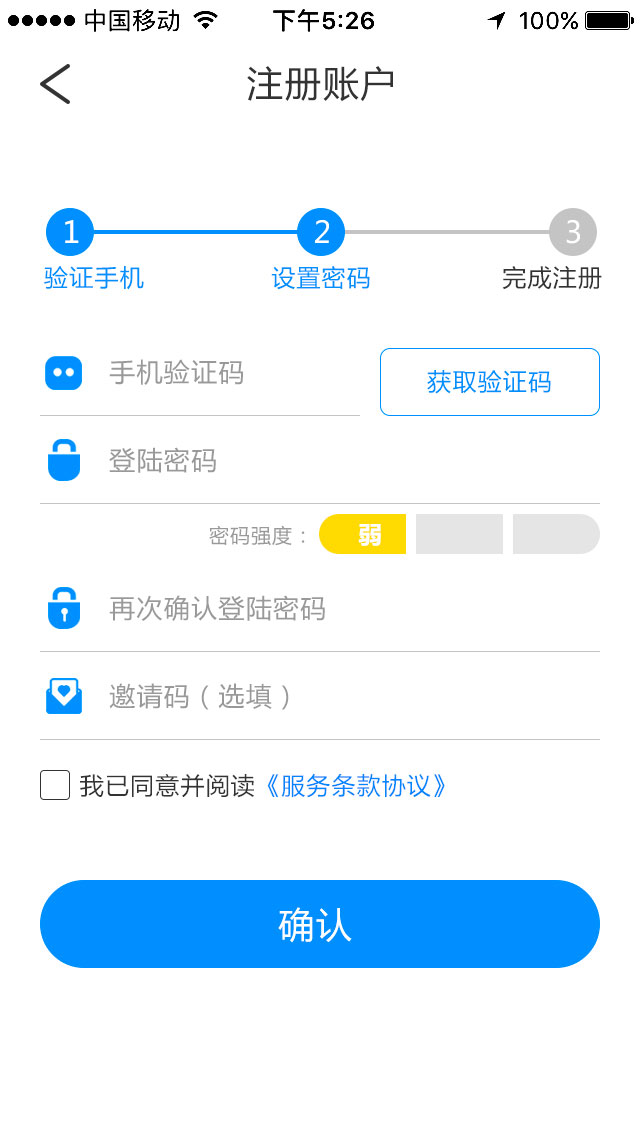 中国移动 下午5:26 100%
注册账户
1 2 3
验证手机 设置密码 完成注册
手机验证码 获取验证码
登陆密码
密码强度： 弱
再次确认登陆密码
邀请码（选填）
我已同意并阅读《服务条款协议》
确认